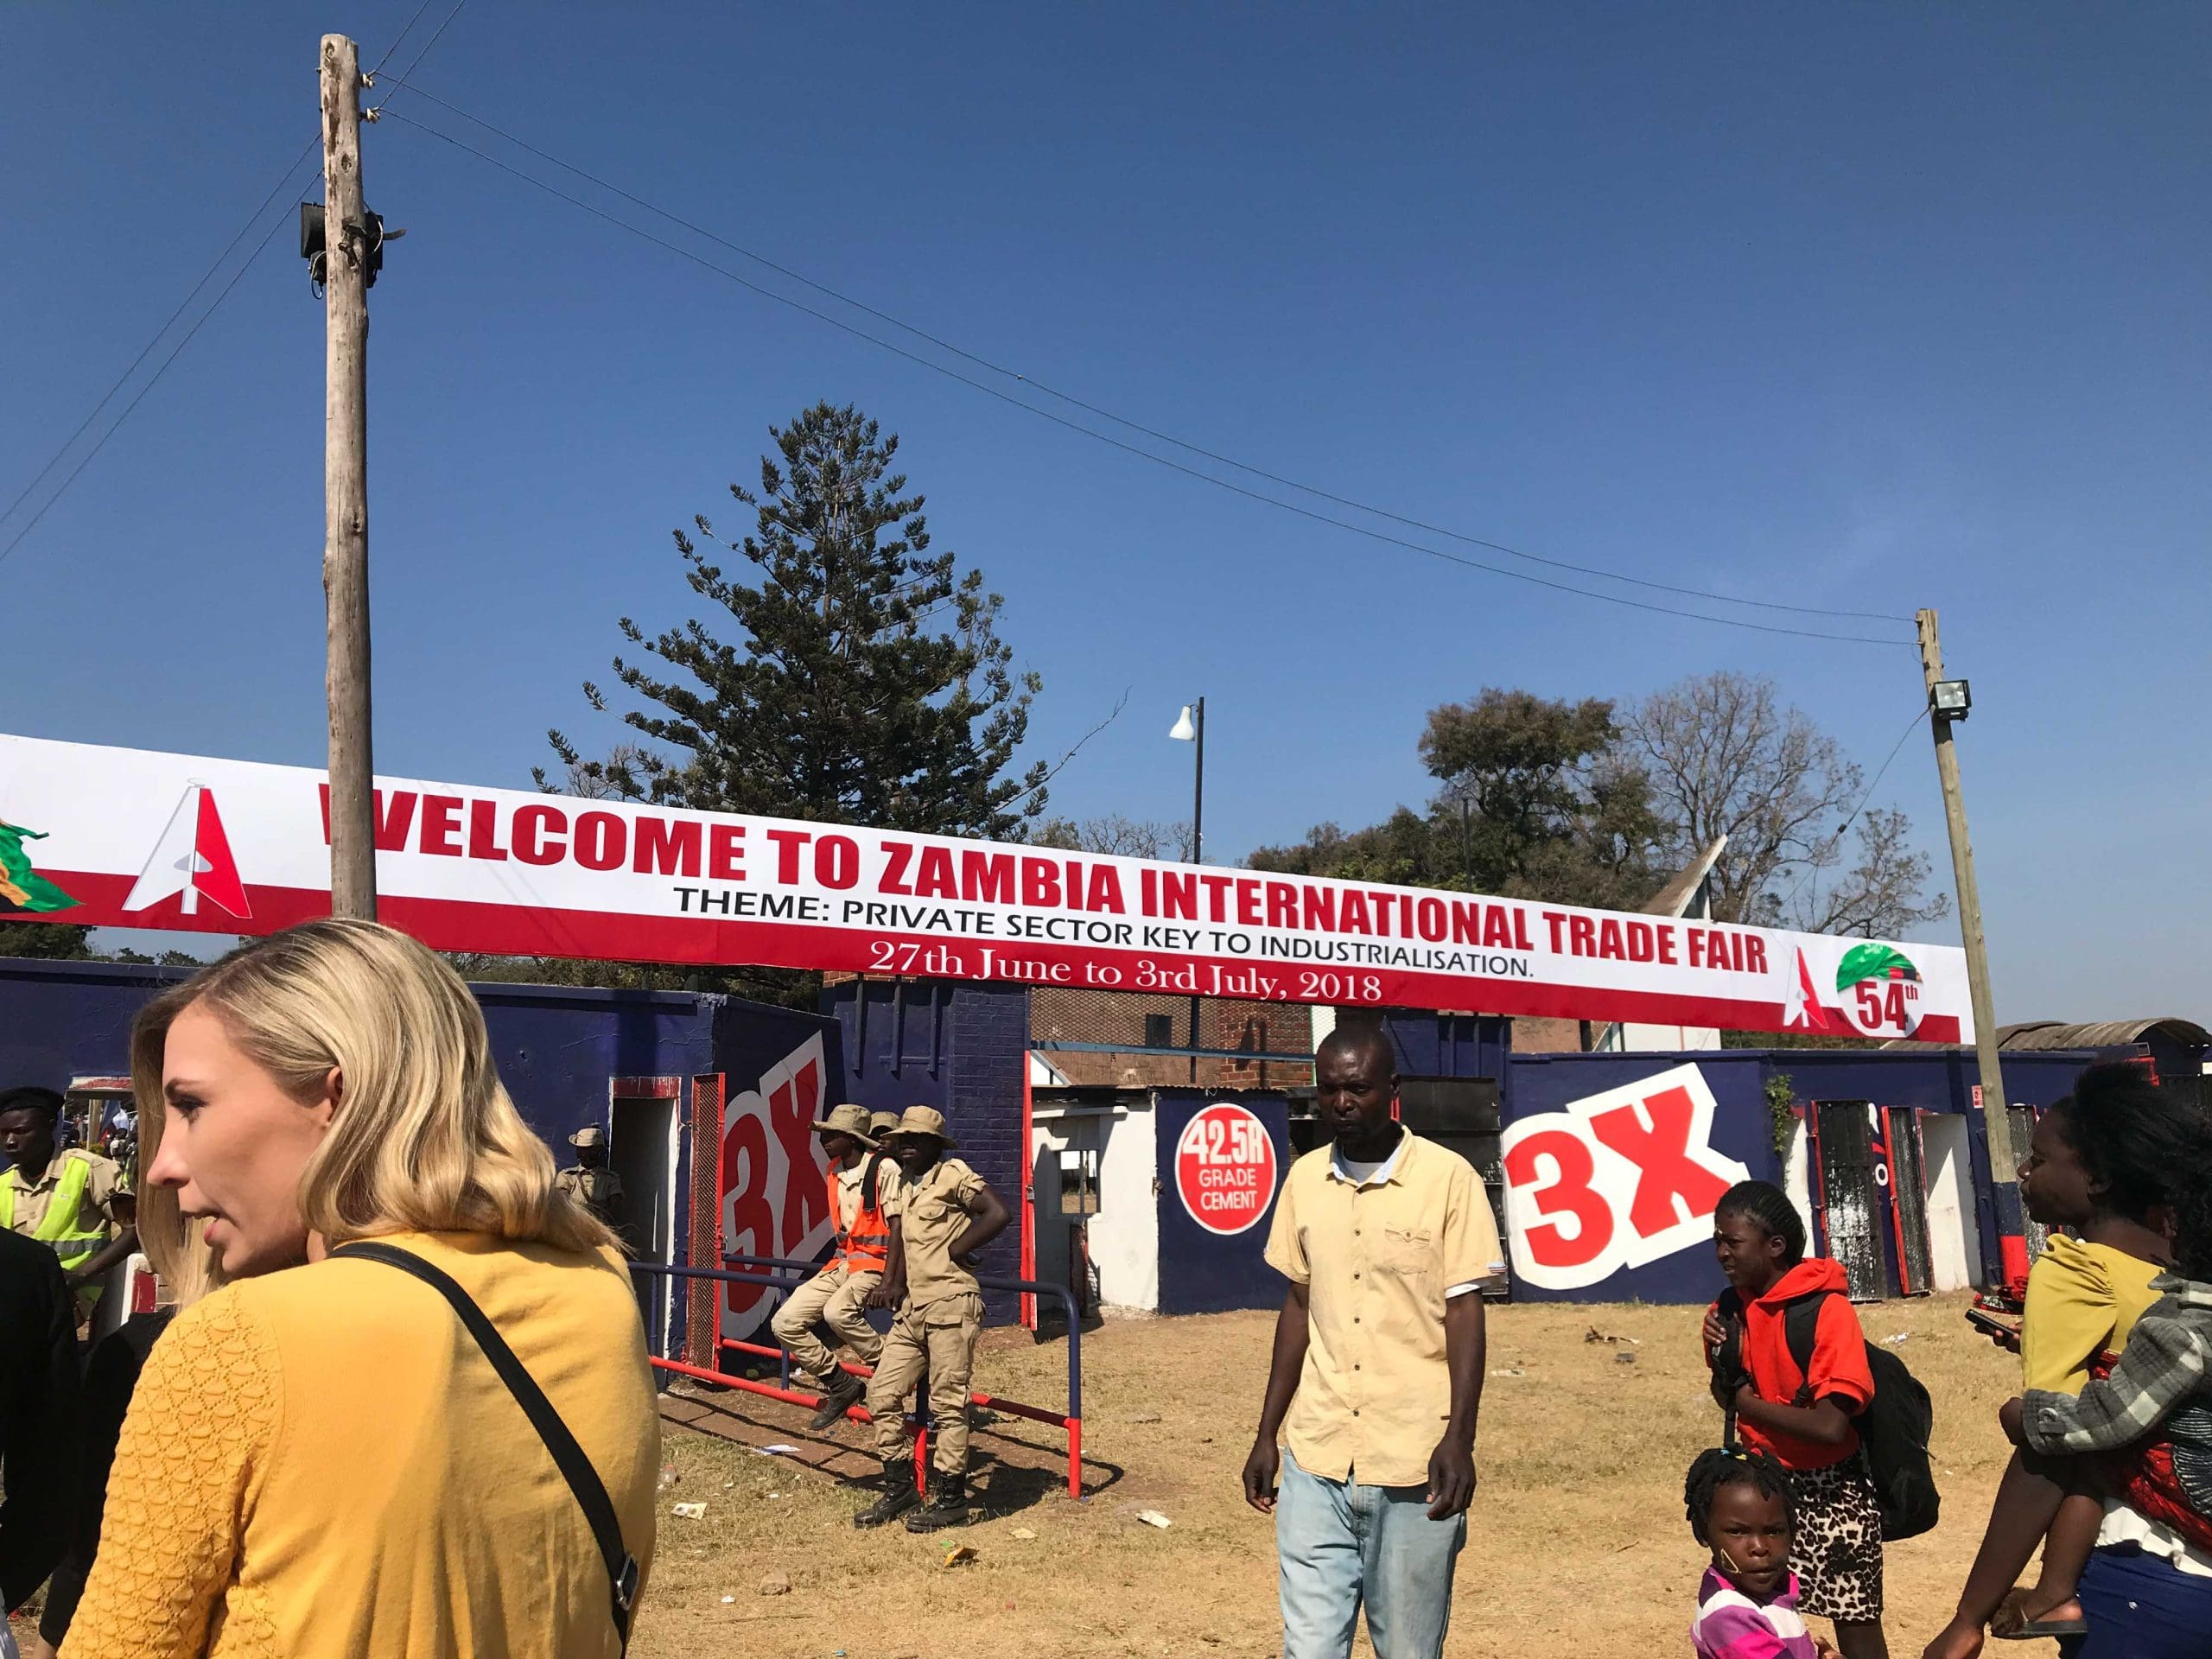 WELCOME TO ZAMBIA INTERNATIONAL TRADE FAIR
THEME: PRIVATE SECTOR KEY TO INDUSTRIALISATION.
27th June to 3rd July, 2018
54th
3X
42.5R
GRADE
CEMENT
3X